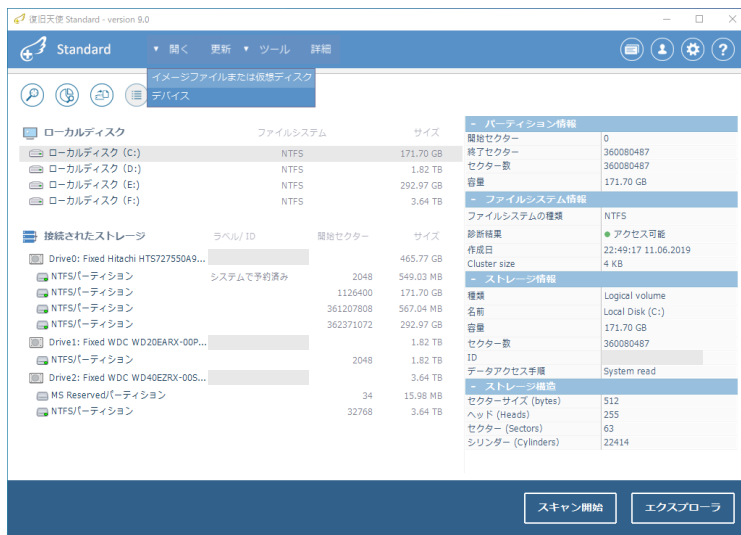 復旧天使 Standard - version 9.0
Standard ▼ 開く 更新 ▼ ツール 詳細
イメージファイルまたは仮想ディスク
デバイス
ローカルディスク ファイルシステム サイズ
ローカルディスク (C:) NTFS 171.70 GB
ローカルディスク (D:) NTFS 1.82 TB
ローカルディスク (E:) NTFS 292.97 GB
ローカルディスク (F:) NTFS 3.64 TB
接続されたストレージ ラベル/ ID 開始セクター サイズ
Drive0: Fixed Hitachi HTS727550A9... 465.77 GB
NTFSパーティション システムで予約済み 2048 549.03 MB
NTFSパーティション 1126400 171.70 GB
NTFSパーティション 361207808 567.04 MB
NTFSパーティション 362371072 292.97 GB
Drive1: Fixed WDC WD20EARX-00P... 1.82 TB
NTFSパーティション 2048 1.82 TB
Drive2: Fixed WDC WD40EZRX-00S... 3.64 TB
MS Reservedパーティション 34 15.98 MB
NTFSパーティション 32768 3.64 TB
− パーティション情報
開始セクター 0
終了セクター 360080487
セクター数 360080487
容量 171.70 GB
− ファイルシステム情報
ファイルシステムの種類 NTFS
診断結果 アクセス可能
作成日 22:49:17 11.06.2019
Cluster size 4 KB
− ストレージ情報
種類 Logical volume
名前 Local Disk (C:)
容量 171.70 GB
セクター数 360080487
ID
データアクセス手順 System read
− ストレージ構造
セクターサイズ (bytes) 512
ヘッド (Heads) 255
セクター (Sectors) 63
シリンダー (Cylinders) 22414
スキャン開始 エクスプローラ